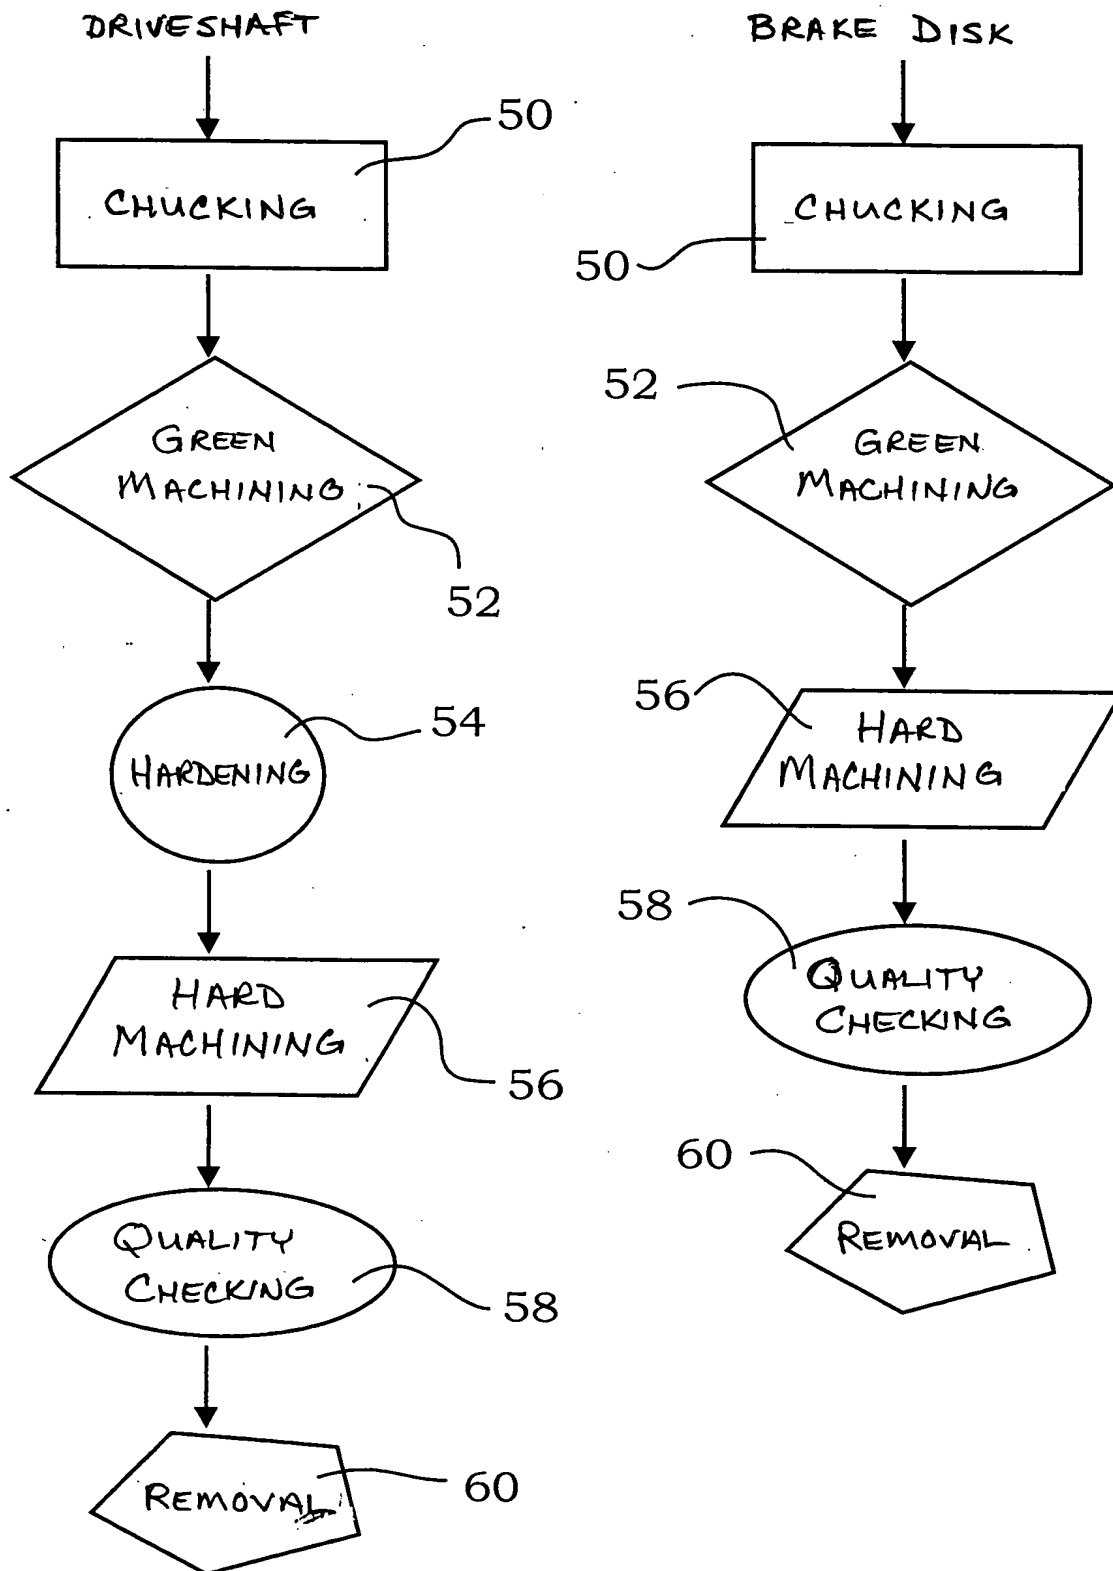 DRIVESHAFT
50
CHUCKING
GREEN
MACHINING
52
54
HARDENING
HARD
MACHINING
56
QUALITY
CHECKING
58
REMOVAL
60
BRAKE DISK
CHUCKING
50
52
GREEN
MACHINING
56
HARD
MACHINING
58
QUALITY
CHECKING
60
REMOVAL